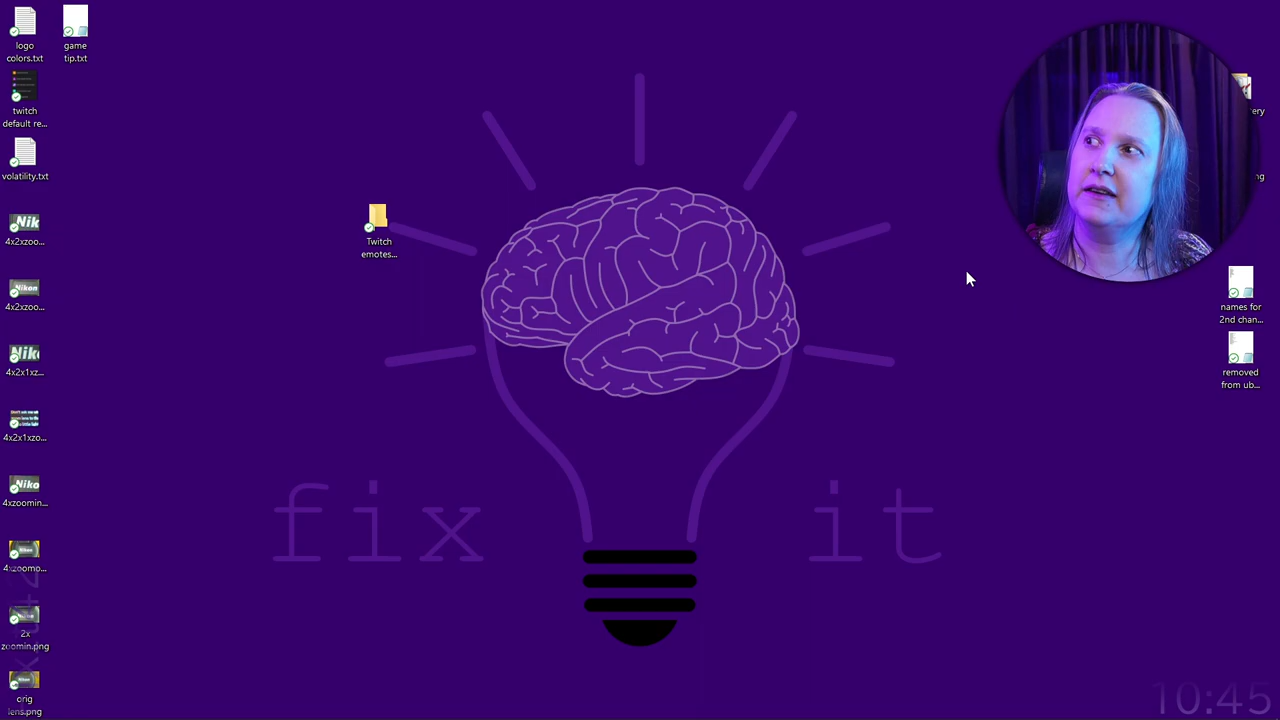 logo
colors.txt
game
tip.txt
twitch
default re...
volatility.txt
4x2xzoo...
4x2xzoo...
4x2x1xz...
4x2x1xzo...
4xzoomin...
4xzoomo...
2x
zoomin.png
orig
lens.png
Twitch
emotes...
names for
2nd chan...
removed
from ub...
fix it
10:45